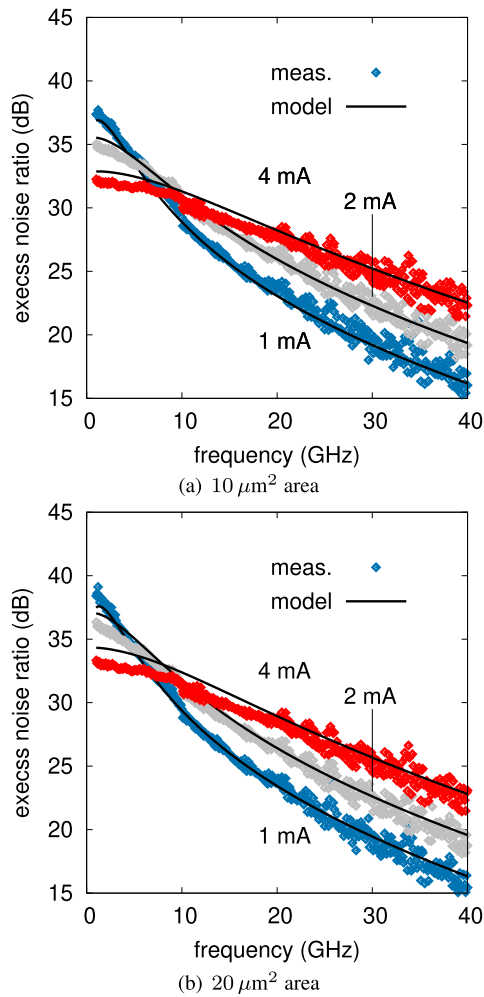 45
40
35
30
25
20
15
execss noise ratio (dB)
meas.
model
4 mA
2 mA
1 mA
0 10 20 30 40
frequency (GHz)
(a) 10 μm² area
45
40
35
30
25
20
15
execss noise ratio (dB)
meas.
model
4 mA
2 mA
1 mA
0 10 20 30 40
frequency (GHz)
(b) 20 μm² area